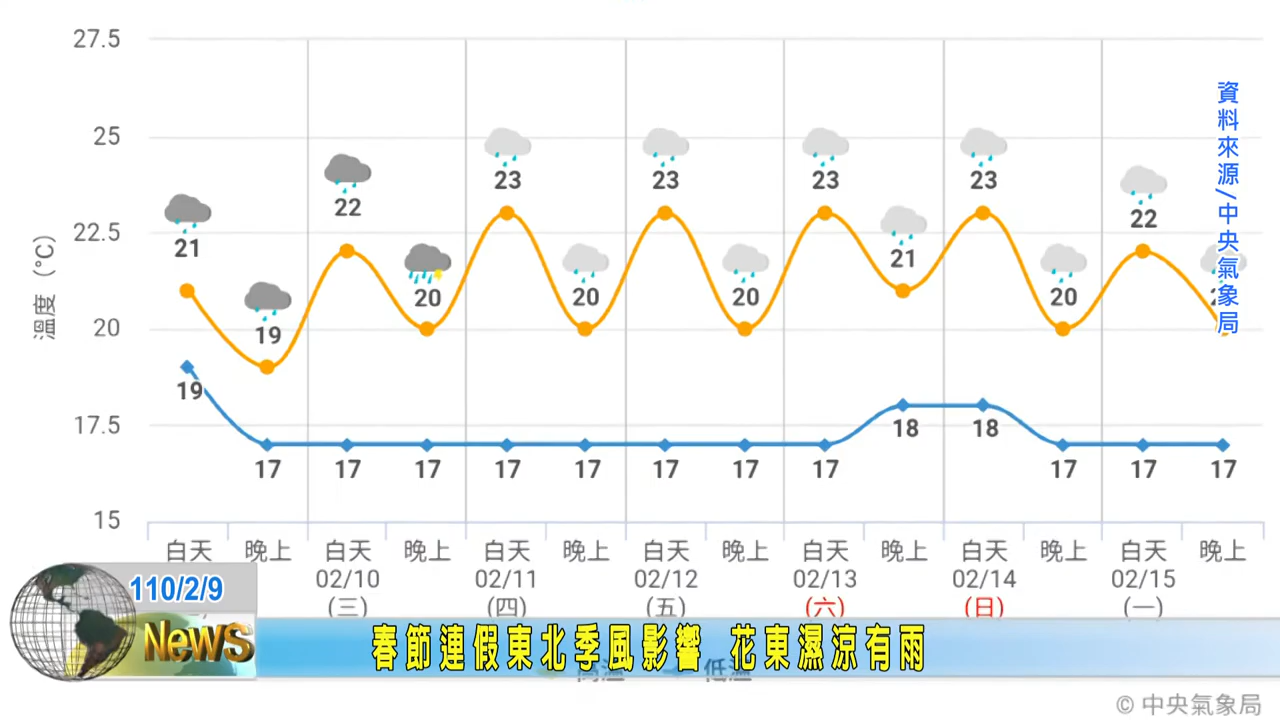 27.5
25
22.5
20
17.5
15
溫度 (°C)
21
19
22
20
23
20
23
20
23
21
23
20
22
19
17
17
17
17
17
17
17
17
18
18
17
17
17
白天
晚上
白天
晚上
白天
晚上
白天
晚上
白天
晚上
白天
晚上
白天
晚上
02/10
02/11
02/12
02/13
02/14
02/15
(三)
(四)
(五)
(六)
(日)
(一)
資料來源/中央氣象局
110/2/9
NewS
春節連假東北季風影響 花東濕涼有雨
高溫
低溫
© 中央氣象局